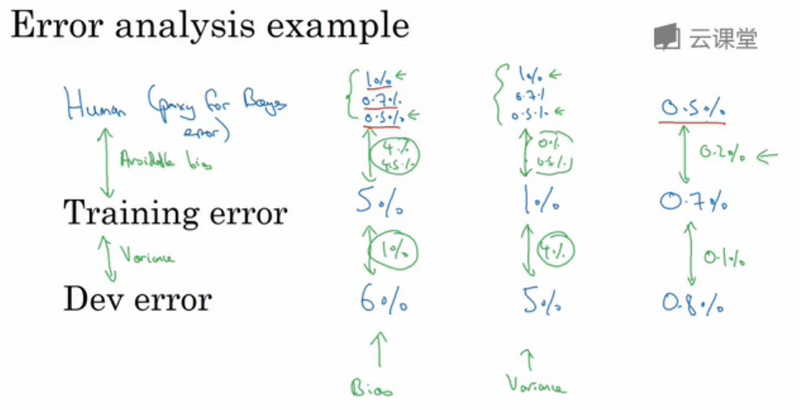 Error analysis example
云课堂
Human (proxy for Bayes error)
1%
0.7%
0.5%
1%
0.7%
0.5%
0.5%
Avoidable bias
4%
4.5%
0%
0.5%
0.2%
Training error
5%
1%
0.7%
Variance
1%
4%
0.1%
Dev error
6%
5%
0.8%
Bias
Variance